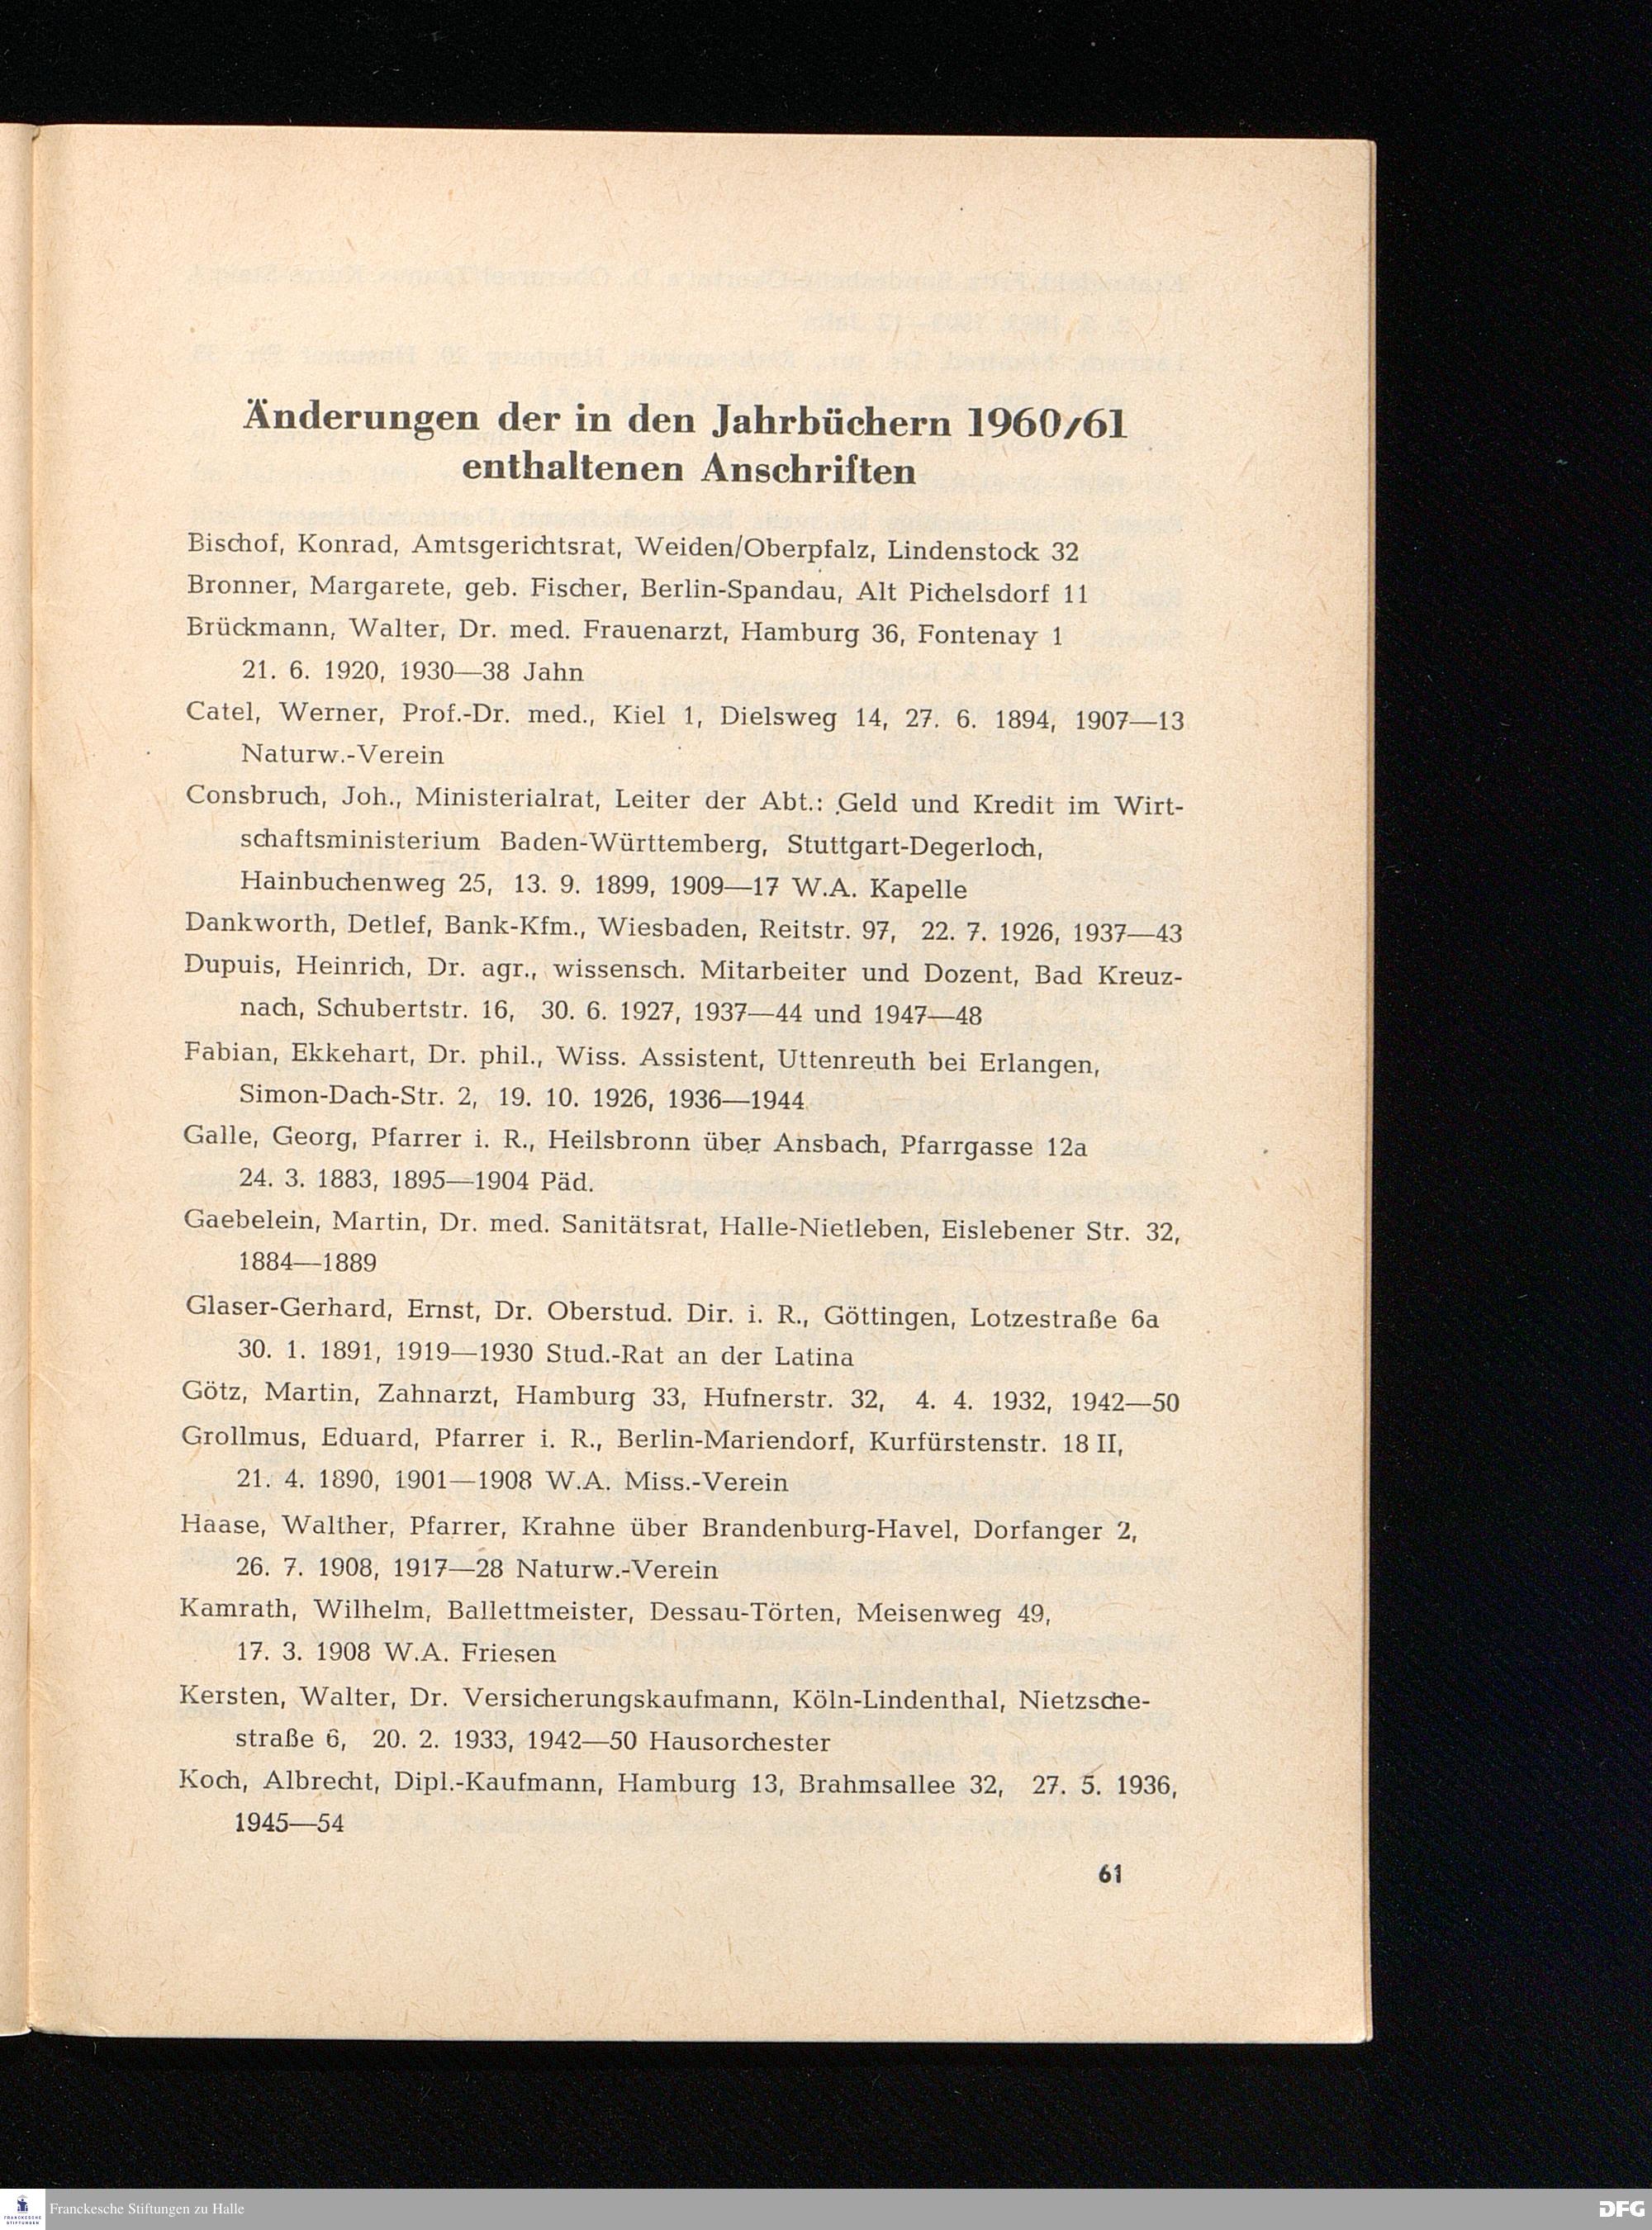 Änderungen der in den Jahrbüchern 1960/61
enthaltenen Anschriften
Bischof, Konrad, Amtsgerichtsrat, Weiden/Oberpfalz, Lindenstock 32
Bronner, Margarete, geb. Fischer, Berlin-Spandau, Alt Pichelsdorf 11
Brückmann, Walter, Dr. med. Frauenarzt, Hamburg 36, Fontenay 1
21. 6. 1920, 1930—38 Jahn
Catel, Werner, Prof.-Dr. med., Kiel 1, Dielsweg 14, 27. 6. 1894, 1907—13
Naturw.-Verein
Consbruch, Joh., Ministerialrat, Leiter der Abt.: Geld und Kredit im Wirt-
schaftsministerium Baden-Württemberg, Stuttgart-Degerloch,
Hainbuchenweg 25, 13. 9. 1899, 1909—17 W.A. Kapelle
Dankworth, Detlef, Bank-Kfm., Wiesbaden, Reitstr. 97, 22. 7. 1926, 1937—43
Dupuis, Heinrich, Dr. agr., wissensch. Mitarbeiter und Dozent, Bad Kreuz-
nach, Schubertstr. 16, 30. 6. 1927, 1937—44 und 1947—48
Fabian, Ekkehart, Dr. phil., Wiss. Assistent, Uttenreuth bei Erlangen,
Simon-Dach-Str. 2, 19. 10. 1926, 1936—1944
Galle, Georg, Pfarrer i. R., Heilsbronn über Ansbach, Pfarrgasse 12a
24. 3. 1883, 1895—1904 Päd.
Gaebelein, Martin, Dr. med. Sanitätsrat, Halle-Nietleben, Eislebener Str. 32,
1884—1889
Glaser-Gerhard, Ernst, Dr. Oberstud. Dir. i. R., Göttingen, Lotzestraße 6a
30. 1. 1891, 1919—1930 Stud.-Rat an der Latina
Götz, Martin, Zahnarzt, Hamburg 33, Hufnerstr. 32, 4. 4. 1932, 1942—50
Grollmus, Eduard, Pfarrer i. R., Berlin-Mariendorf, Kurfürstenstr. 18 II,
21. 4. 1890, 1901—1908 W.A. Miss.-Verein
Haase, Walther, Pfarrer, Krahne über Brandenburg-Havel, Dorfanger 2,
26. 7. 1908, 1917—28 Naturw.-Verein
Kamrath, Wilhelm, Ballettmeister, Dessau-Törten, Meisenweg 49,
17. 3. 1908 W.A. Friesen
Kersten, Walter, Dr. Versicherungskaufmann, Köln-Lindenthal, Nietzsche-
straße 6, 20. 2. 1933, 1942—50 Hausorchester
Koch, Albrecht, Dipl.-Kaufmann, Hamburg 13, Brahmsallee 32, 27. 5. 1936,
1945—54
61
FRANCKESCHE
STIFTUNGEN
Franckesche Stiftungen zu Halle
DFG